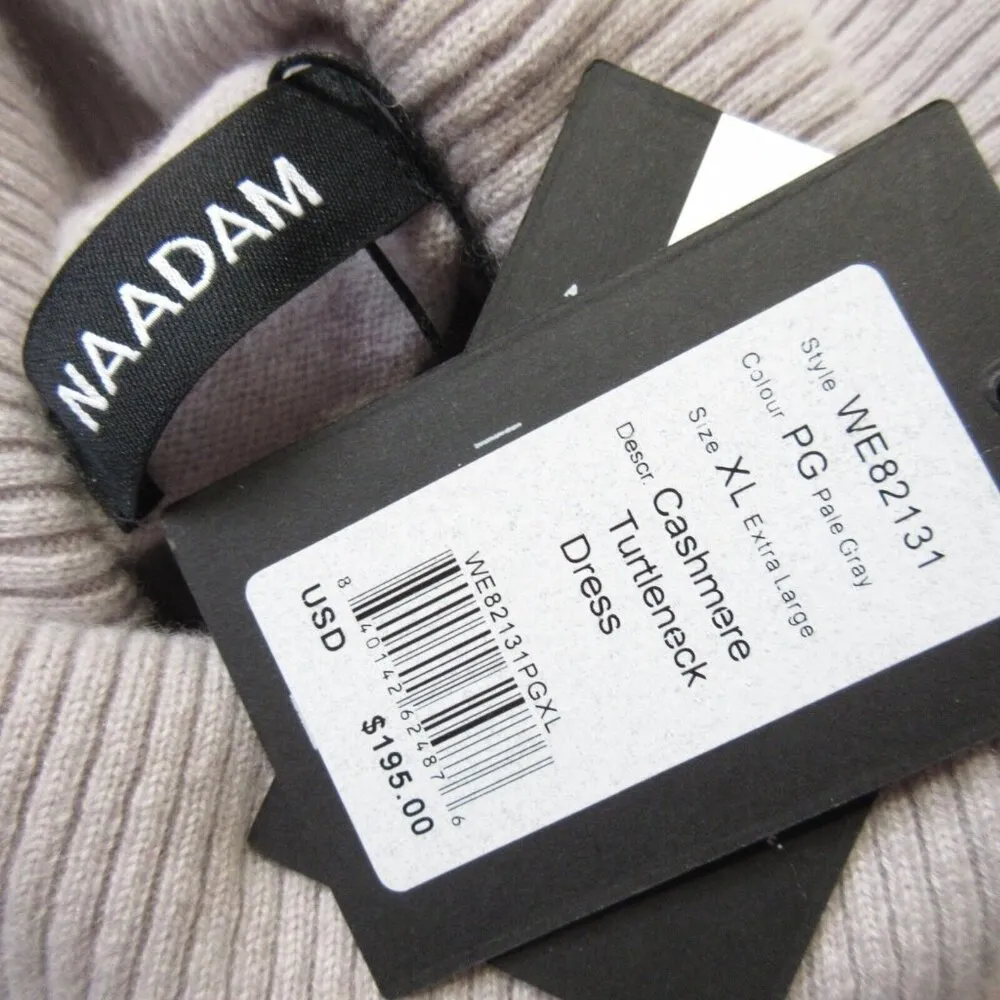 NAADAM
Style WE82131
Colour PG Pale Gray
Size XL Extra Large
Descr. Cashmere
Turtleneck
Dress
WE82131PGXL
8 40142 62487 6
USD $195.00